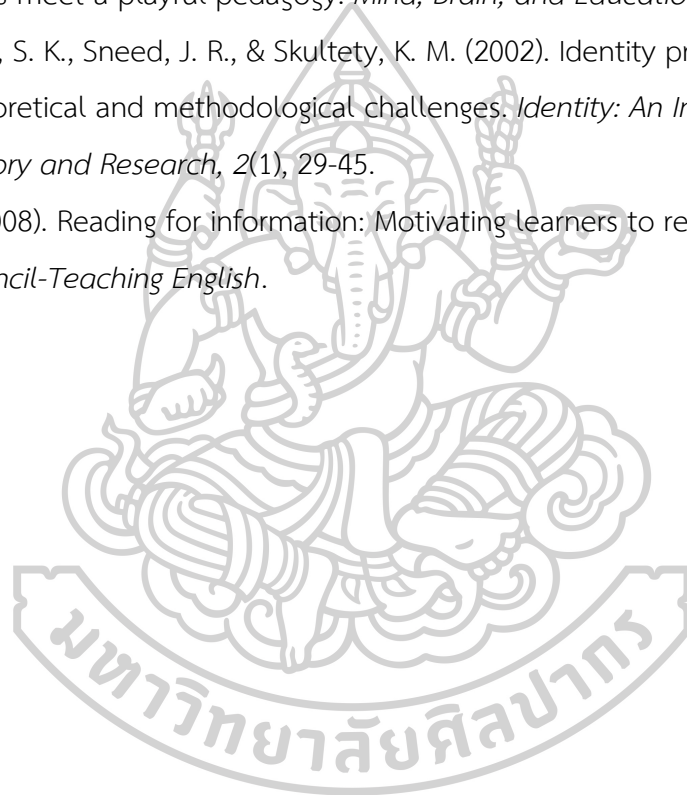 s meet a playful pedagogy. Mind, Brain, and Education
, S. K., Sneed, J. R., & Skultety, K. M. (2002). Identity pr
oretical and methodological challenges. Identity: An In
ory and Research, 2(1), 29-45.
08). Reading for information: Motivating learners to re
ncil-Teaching English.
มหาวิทยาลัยศิลปากร